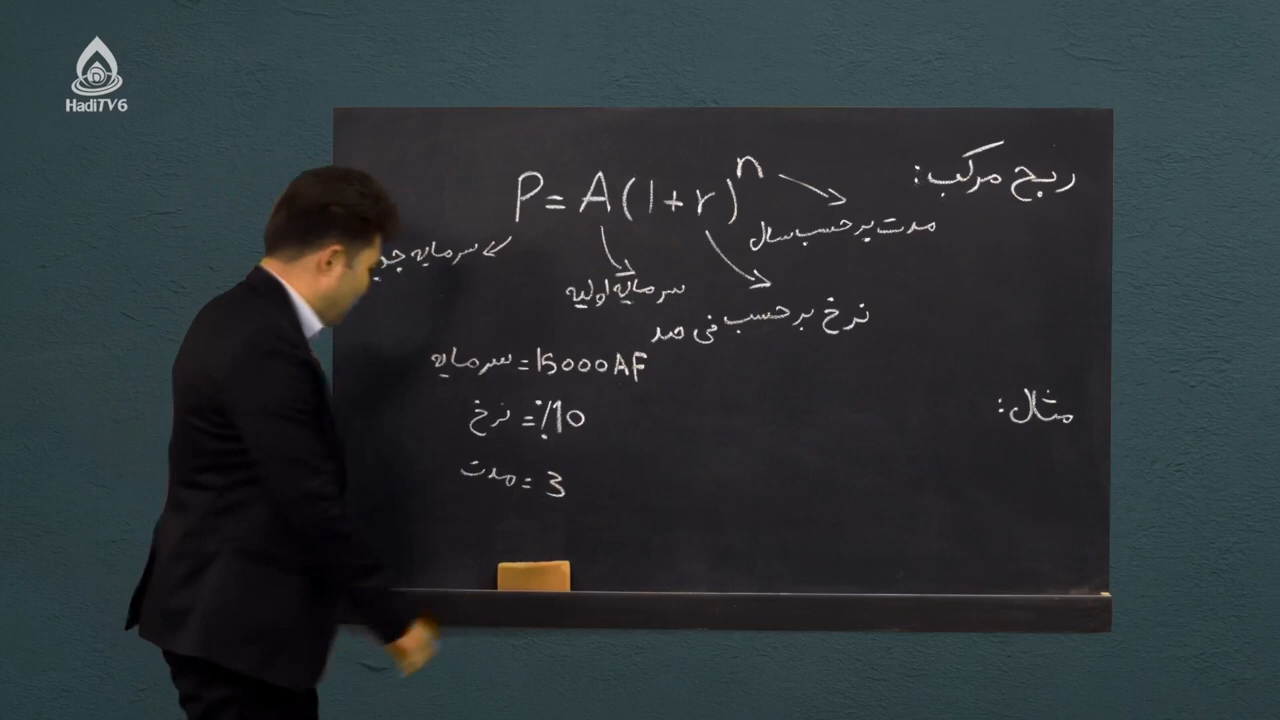 HadiTV6
ربح مرکب:
P = A(1+r)^n
مدت بر حسب سال
سرمایه
سرمایه اولیه
نرخ بر حسب فی صد
سرمایه = 15000AF
مثال:
نرخ = %10
مدت = 3